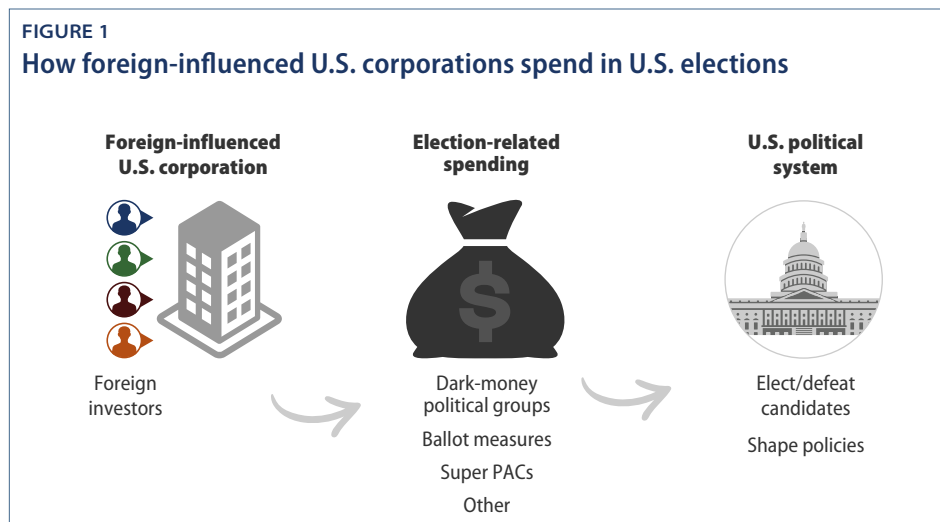 FIGURE 1
How foreign-influenced U.S. corporations spend in U.S. elections
Foreign-influenced
U.S. corporation
Foreign
investors
Election-related
spending
$
Dark-money
political groups
Ballot measures
Super PACs
Other
U.S. political
system
Elect/defeat
candidates
Shape policies